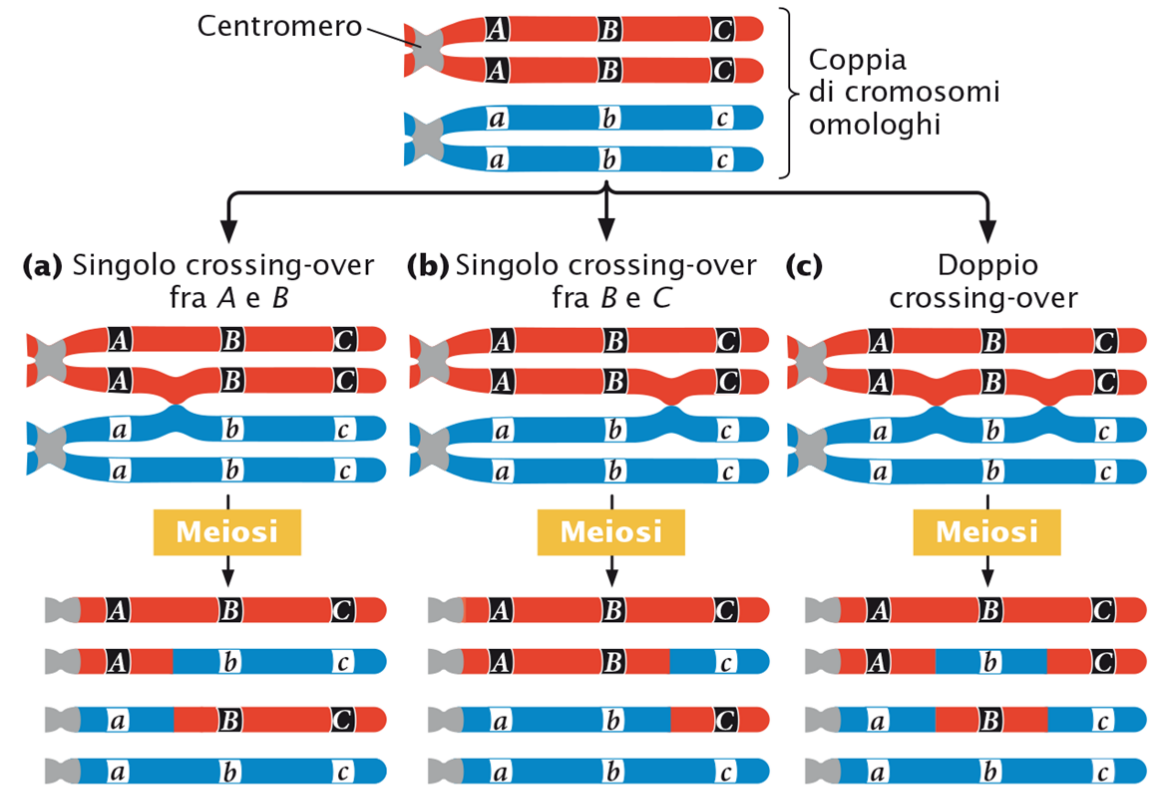 Centromero
A B C
A B C
a b c
a b c
Coppia
di cromosomi
omologhi
(a) Singolo crossing-over
fra A e B
A B C
A B C
a b c
a b c
Meiosi
A B C
A b c
a B C
a b c
(b) Singolo crossing-over
fra B e C
A B C
A B C
a b c
a b c
Meiosi
A B C
A B c
a b C
a b c
(c) Doppio
crossing-over
A B C
A B C
a b c
a b c
Meiosi
A B C
A b C
a B c
a b c